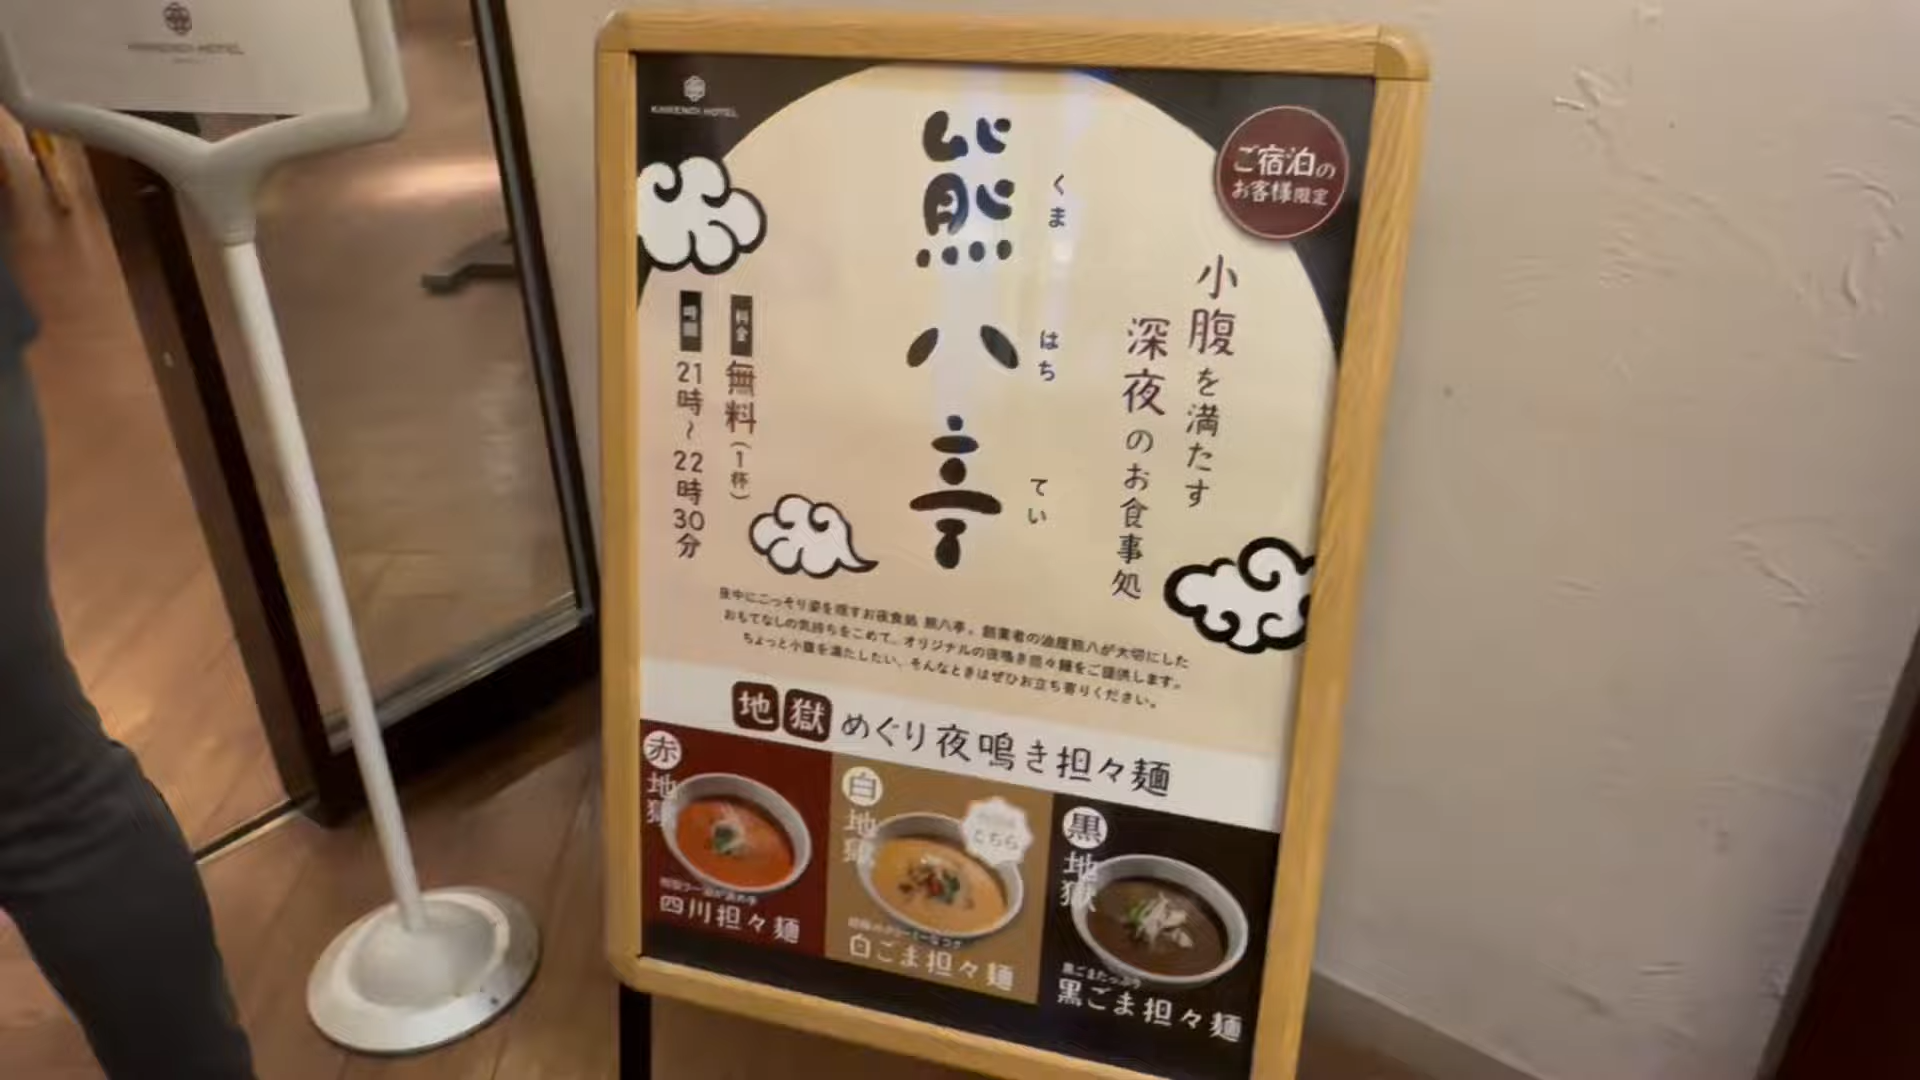 KAMENOI HOTEL
ご宿泊の
お客様限定
小腹を満たす
深夜のお食事処
熊八亭
くまはちてい
料金 無料(1杯)
時間 21時~22時30分
夜中にこっそり姿を現すお夜食処 熊八亭。創業者の油屋熊八が大切にした
おもてなしの気持ちをこめて、オリジナルの夜鳴き担々麺をご提供します。
ちょっと小腹を満たしたい、そんなときはぜひお立ち寄りください。
地獄めぐり夜鳴き担々麺
赤地獄
四川担々麺
白地獄
こちら
白ごま担々麺
黒地獄
黒ごまたっぷり
黒ごま担々麺